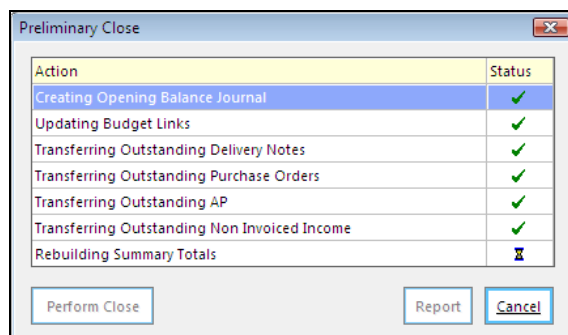 Preliminary Close
Action Status
Creating Opening Balance Journal
Updating Budget Links
Transferring Outstanding Delivery Notes
Transferring Outstanding Purchase Orders
Transferring Outstanding AP
Transferring Outstanding Non Invoiced Income
Rebuilding Summary Totals
Perform Close Report Cancel